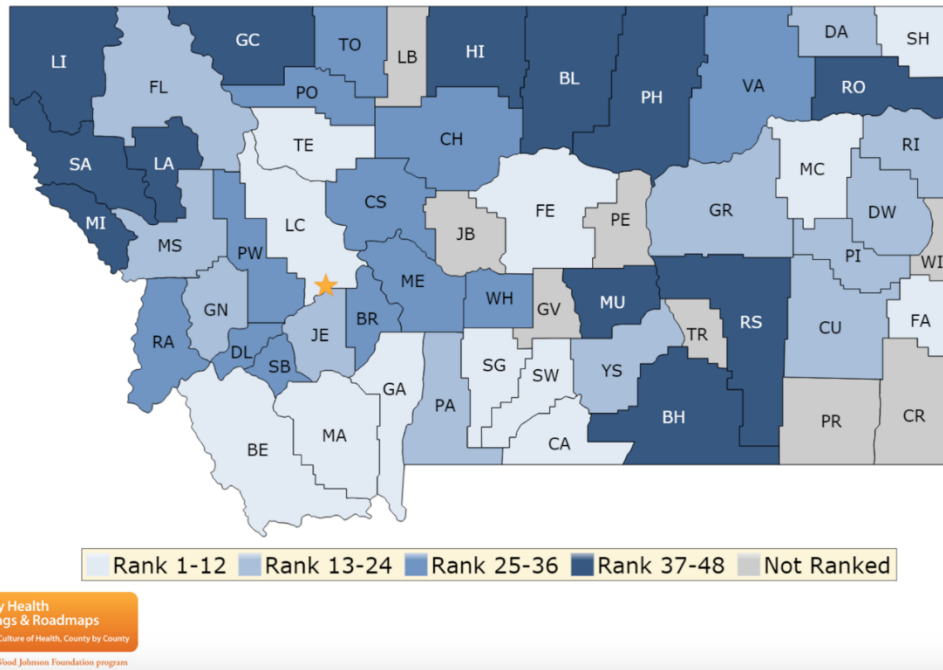 LI
GC
TO
LB
HI
BL
PH
VA
DA
SH
RO
FL
PO
TE
CH
SA
LA
RI
MC
MI
MS
LC
CS
JB
FE
PE
GR
DW
PW
PI
WI
ME
GN
WH
GV
MU
RS
RA
DL
SB
JE
BR
TR
CU
FA
SG
SW
YS
GA
PA
BE
MA
CA
BH
PR
CR
Rank 1-12 Rank 13-24 Rank 25-36 Rank 37-48 Not Ranked
y Health
gs & Roadmaps
Culture of Health, County by County
Wood Johnson Foundation program